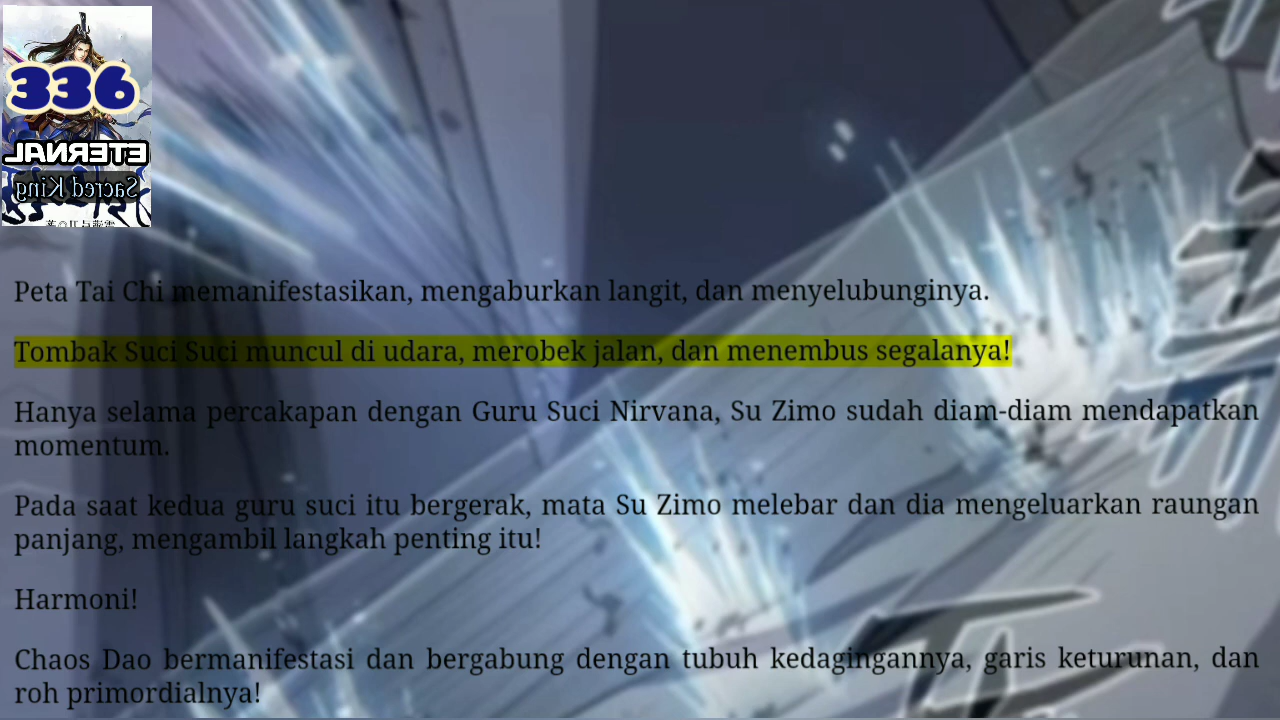 336
ETERNAL
Sacred King
Peta Tai Chi memanifestasikan, mengaburkan langit, dan menyelubunginya.
Tombak Suci Suci muncul di udara, merobek jalan, dan menembus segalanya!
Hanya selama percakapan dengan Guru Suci Nirvana, Su Zimo sudah diam-diam mendapatkan
momentum.
Pada saat kedua guru suci itu bergerak, mata Su Zimo melebar dan dia mengeluarkan raungan
panjang, mengambil langkah penting itu!
Harmoni!
Chaos Dao bermanifestasi dan bergabung dengan tubuh kedagingannya, garis keturunan, dan
roh primordialnya!